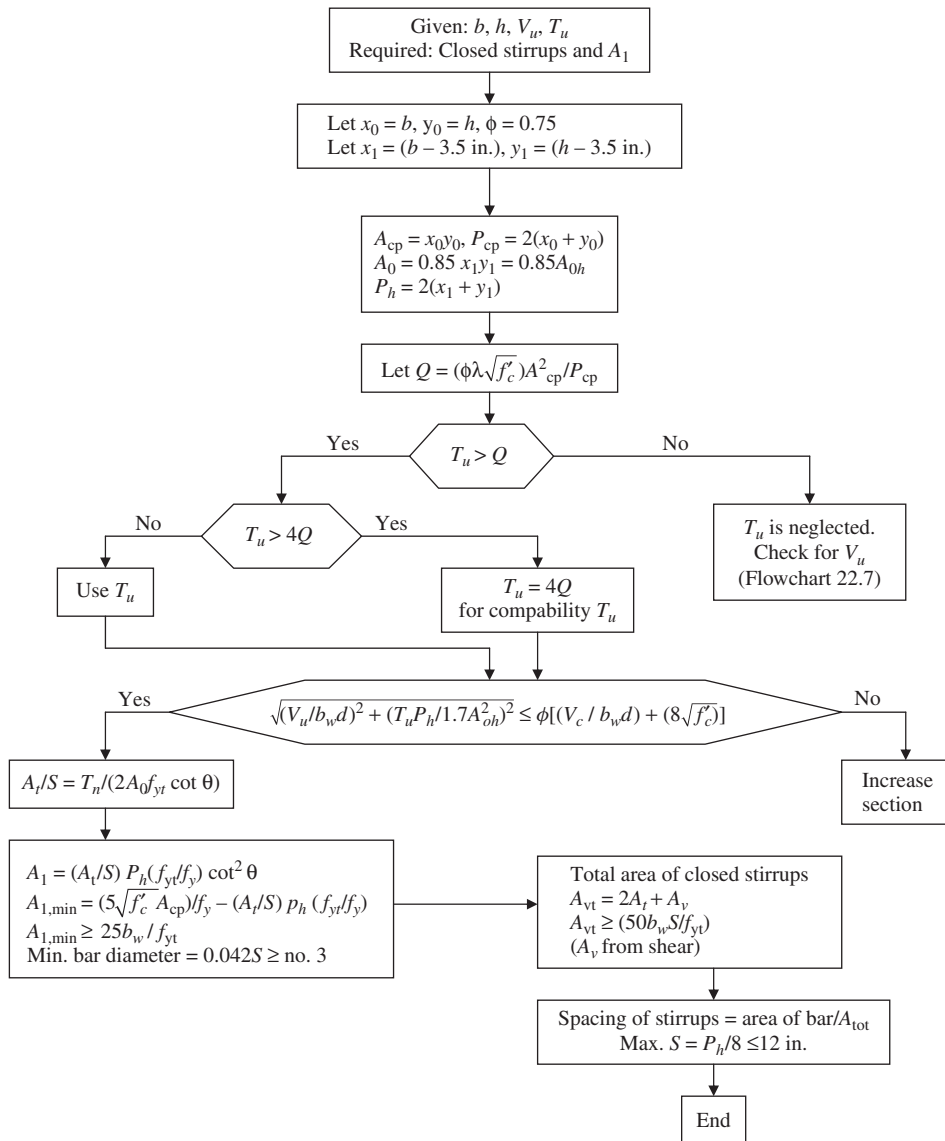 Given: b, h, V_u, T_u
Required: Closed stirrups and A_1
Let x_0 = b, y_0 = h, ϕ = 0.75
Let x_1 = (b – 3.5 in.), y_1 = (h – 3.5 in.)
A_cp = x_0y_0, P_cp = 2(x_0 + y_0)
A_0 = 0.85 x_1y_1 = 0.85A_0h
P_h = 2(x_1 + y_1)
Let Q = (ϕλ√f′_c)A²_cp/P_cp
Yes
T_u > Q
No
No
T_u > 4Q
Yes
T_u is neglected.
Check for V_u
(Flowchart 22.7)
Use T_u
T_u = 4Q
for compability T_u
Yes
√(V_u/b_wd)² + (T_uP_h/1.7A²_oh)² ≤ ϕ[(V_c / b_wd) + (8√f′_c)]
No
A_t/S = T_n/(2A_0f_yt cot θ)
Increase
section
A_1 = (A_t/S) P_h(f_yt/f_y) cot² θ
A_1,min = (5√f′_c A_cp)/f_y – (A_t/S) p_h (f_yt/f_y)
A_1,min ≥ 25b_w / f_yt
Min. bar diameter = 0.042S ≥ no. 3
Total area of closed stirrups
A_vt = 2A_t + A_v
A_vt ≥ (50b_wS/f_yt)
(A_v from shear)
Spacing of stirrups = area of bar/A_tot
Max. S = P_h/8 ≤12 in.
End